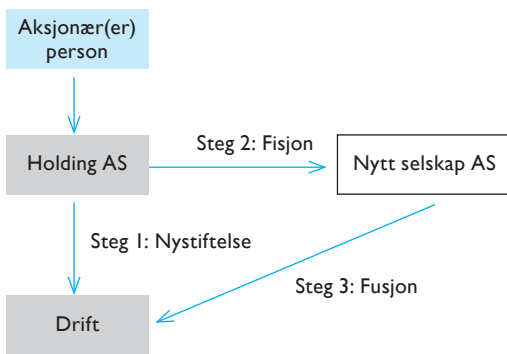 Aksjonær(er)
person
Steg 2: Fisjon
Holding AS
Nytt selskap AS
Steg 1: Nystiftelse
Steg 3: Fusjon
Drift